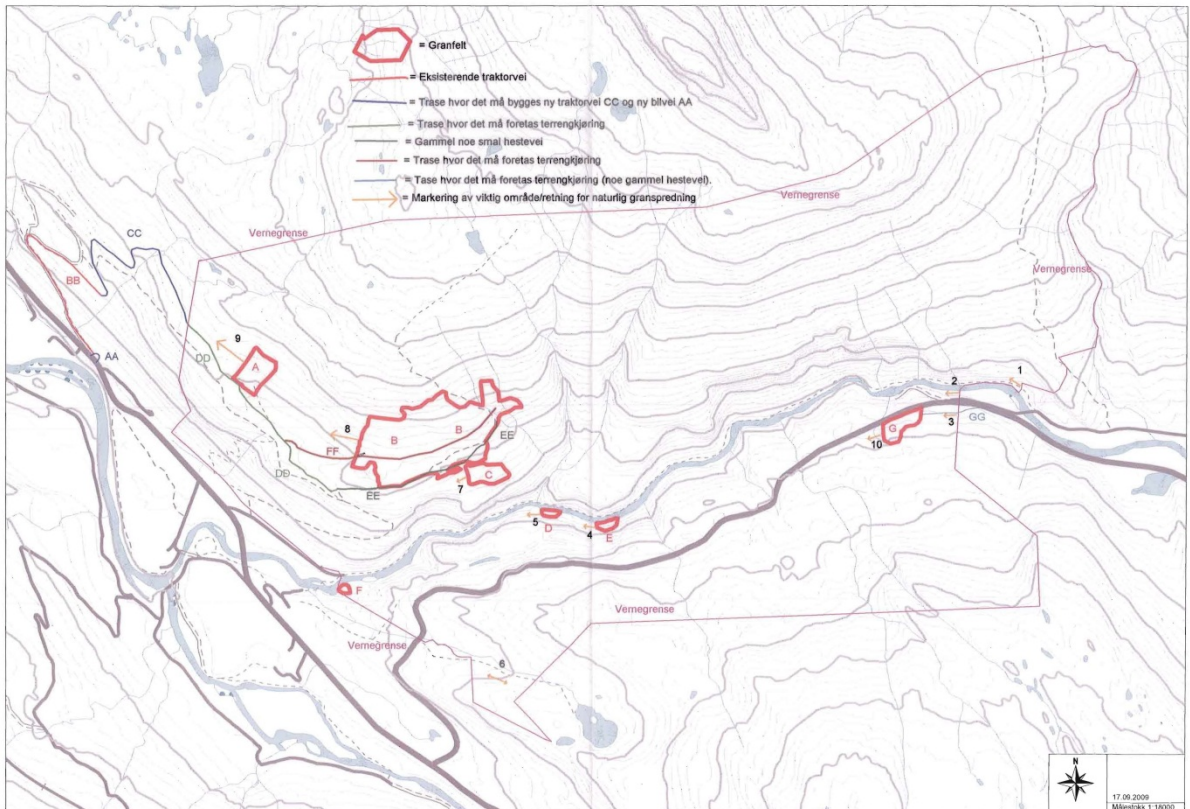 = Granfelt
= Eksisterende traktorvei
= Trase hvor det må bygges ny traktorvei CC og ny bilvei AA
= Trase hvor det må foretas terrengkjøring
= Gammel noe smal hestevei
= Trase hvor det må foretas terrengkjøring
= Tase hvor det må foretas terrengkjøring (noe gammel hestevei).
= Markering av viktig område/retning for naturlig granspredning
Vernegrense
Vernegrense
CC
Vernegrense
BB
9
AA
DD
A
1
2
8
B
B
EE
G
3
GG
FF
10
DD
C
7
EE
5
D
4
E
F
Vernegrense
Vernegrense
6
N
17.09.2009
Målestokk 1:18000